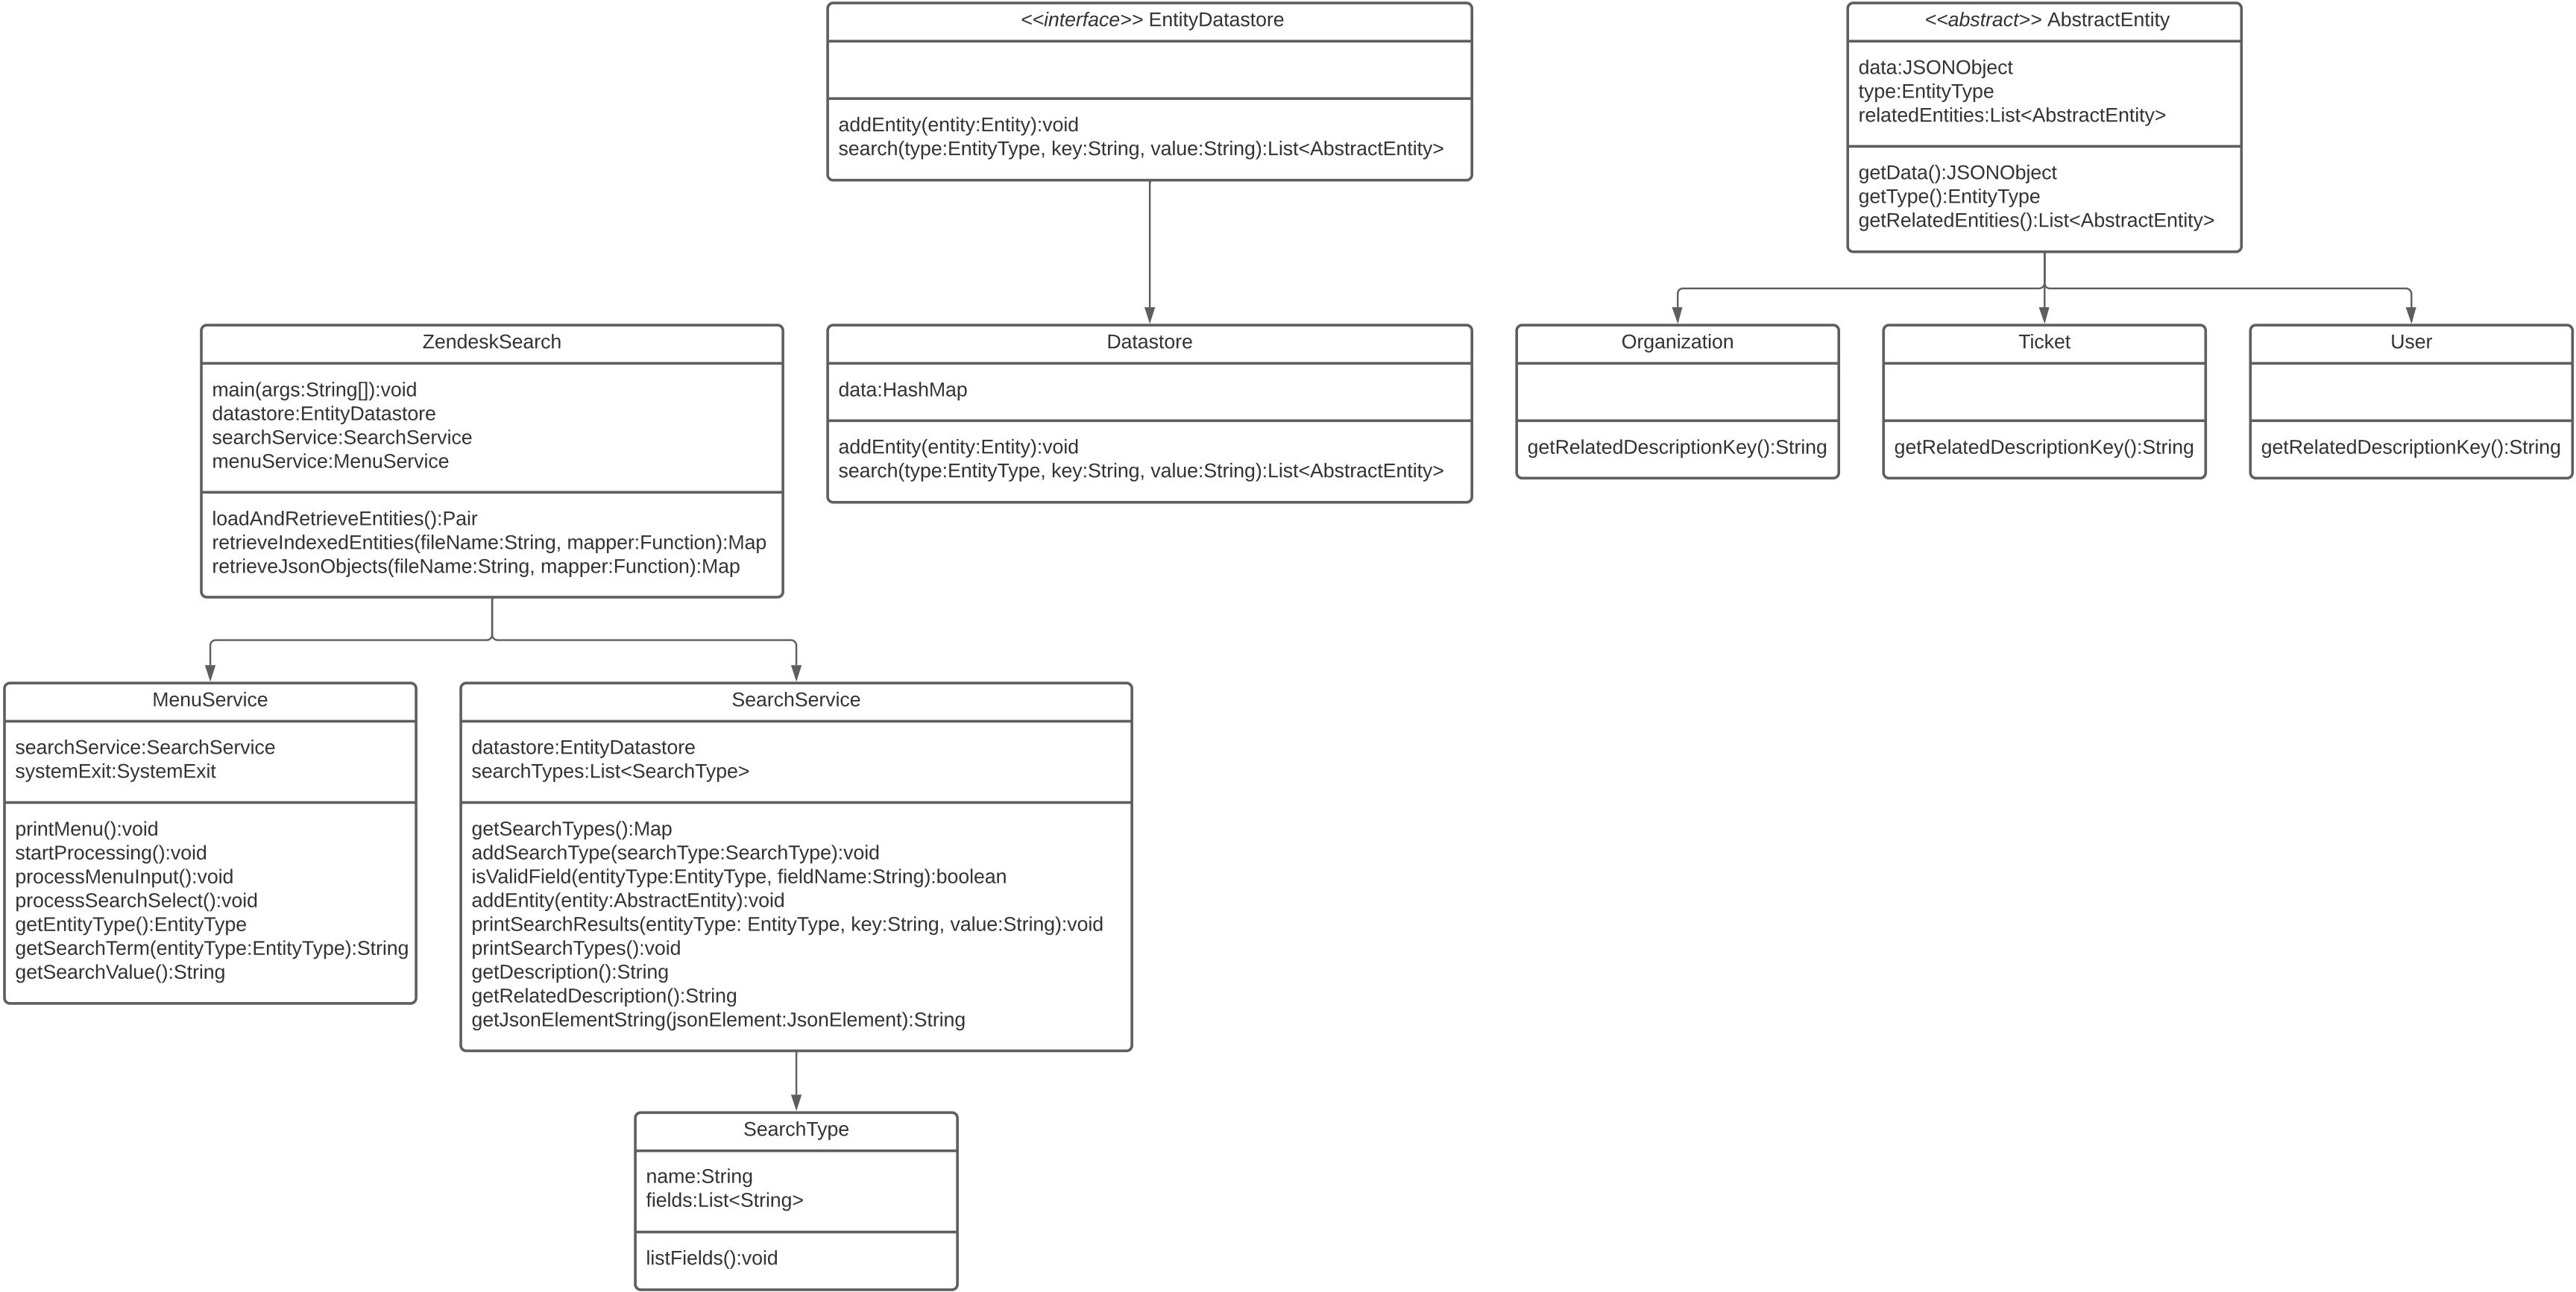 <<interface>> EntityDatastore
addEntity(entity:Entity):void
search(type:EntityType, key:String, value:String):List<AbstractEntity>
<<abstract>> AbstractEntity
data:JSONObject
type:EntityType
relatedEntities:List<AbstractEntity>
getData():JSONObject
getType():EntityType
getRelatedEntities():List<AbstractEntity>
ZendeskSearch
main(args:String[]):void
datastore:EntityDatastore
searchService:SearchService
menuService:MenuService
loadAndRetrieveEntities():Pair
retrieveIndexedEntities(fileName:String, mapper:Function):Map
retrieveJsonObjects(fileName:String, mapper:Function):Map
Datastore
data:HashMap
addEntity(entity:Entity):void
search(type:EntityType, key:String, value:String):List<AbstractEntity>
Organization
getRelatedDescriptionKey():String
Ticket
getRelatedDescriptionKey():String
User
getRelatedDescriptionKey():String
MenuService
searchService:SearchService
systemExit:SystemExit
printMenu():void
startProcessing():void
processMenuInput():void
processSearchSelect():void
getEntityType():EntityType
getSearchTerm(entityType:EntityType):String
getSearchValue():String
SearchService
datastore:EntityDatastore
searchTypes:List<SearchType>
getSearchTypes():Map
addSearchType(searchType:SearchType):void
isValidField(entityType:EntityType, fieldName:String):boolean
addEntity(entity:AbstractEntity):void
printSearchResults(entityType: EntityType, key:String, value:String):void
printSearchTypes():void
getDescription():String
getRelatedDescription():String
getJsonElementString(jsonElement:JsonElement):String
SearchType
name:String
fields:List<String>
listFields():void